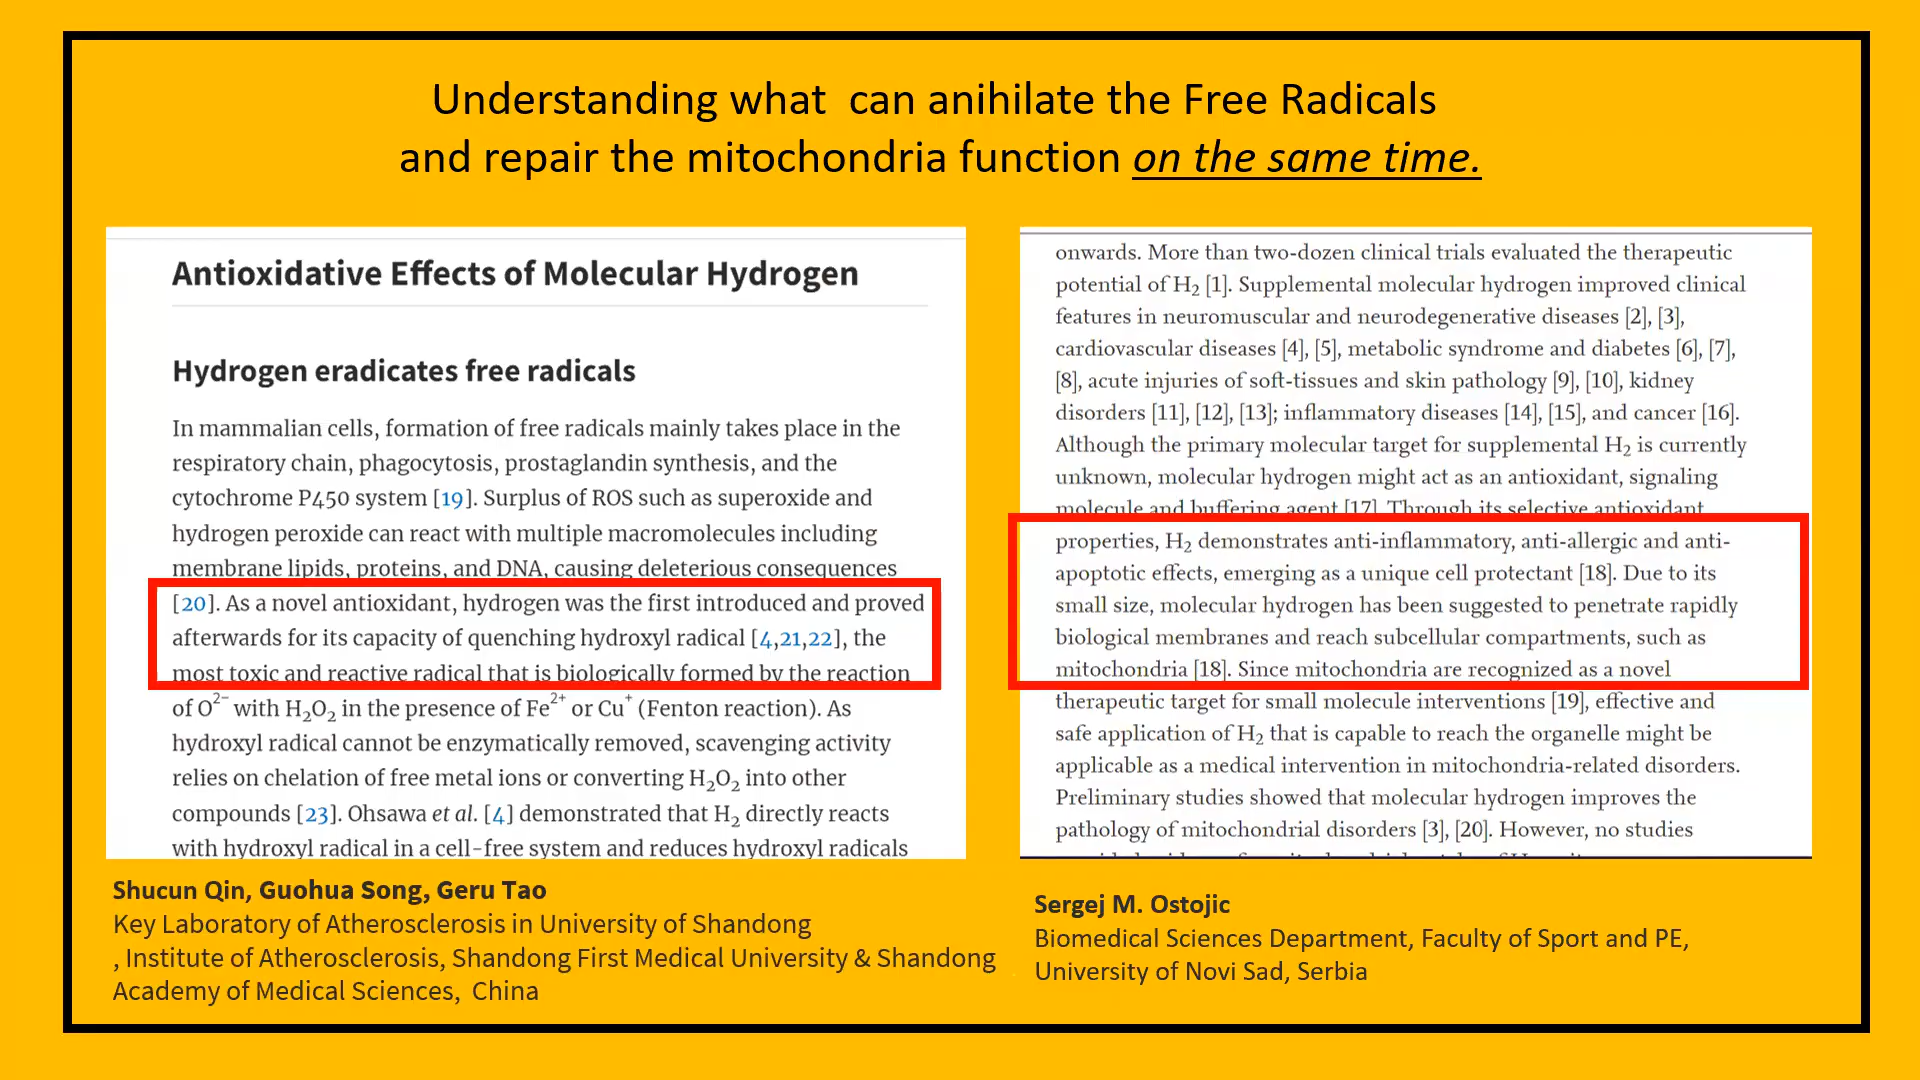 Understanding what can anihilate the Free Radicals
and repair the mitochondria function on the same time.
Antioxidative Effects of Molecular Hydrogen
Hydrogen eradicates free radicals
In mammalian cells, formation of free radicals mainly takes place in the
respiratory chain, phagocytosis, prostaglandin synthesis, and the
cytochrome P450 system [19]. Surplus of ROS such as superoxide and
hydrogen peroxide can react with multiple macromolecules including
membrane lipids, proteins, and DNA, causing deleterious consequences
[20]. As a novel antioxidant, hydrogen was the first introduced and proved
afterwards for its capacity of quenching hydroxyl radical [4,21,22], the
most toxic and reactive radical that is biologically formed by the reaction
of O²⁻ with H₂O₂ in the presence of Fe²⁺ or Cu⁺ (Fenton reaction). As
hydroxyl radical cannot be enzymatically removed, scavenging activity
relies on chelation of free metal ions or converting H₂O₂ into other
compounds [23]. Ohsawa et al. [4] demonstrated that H₂ directly reacts
with hydroxyl radical in a cell-free system and reduces hydroxyl radicals
Shucun Qin, Guohua Song, Geru Tao
Key Laboratory of Atherosclerosis in University of Shandong
, Institute of Atherosclerosis, Shandong First Medical University & Shandong
Academy of Medical Sciences, China
onwards. More than two-dozen clinical trials evaluated the therapeutic
potential of H₂ [1]. Supplemental molecular hydrogen improved clinical
features in neuromuscular and neurodegenerative diseases [2], [3],
cardiovascular diseases [4], [5], metabolic syndrome and diabetes [6], [7],
[8], acute injuries of soft-tissues and skin pathology [9], [10], kidney
disorders [11], [12], [13]; inflammatory diseases [14], [15], and cancer [16].
Although the primary molecular target for supplemental H₂ is currently
unknown, molecular hydrogen might act as an antioxidant, signaling
molecule and buffering agent [17]. Through its selective antioxidant
properties, H₂ demonstrates anti-inflammatory, anti-allergic and anti-
apoptotic effects, emerging as a unique cell protectant [18]. Due to its
small size, molecular hydrogen has been suggested to penetrate rapidly
biological membranes and reach subcellular compartments, such as
mitochondria [18]. Since mitochondria are recognized as a novel
therapeutic target for small molecule interventions [19], effective and
safe application of H₂ that is capable to reach the organelle might be
applicable as a medical intervention in mitochondria-related disorders.
Preliminary studies showed that molecular hydrogen improves the
pathology of mitochondrial disorders [3], [20]. However, no studies
Sergej M. Ostojic
Biomedical Sciences Department, Faculty of Sport and PE,
University of Novi Sad, Serbia